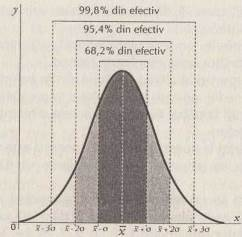 y
99,8% din efectiv
95,4% din efectiv
68,2% din efectiv
0 x̄-3σ x̄-2σ x̄-σ x̄ x̄+σ x̄+2σ x̄+3σ x